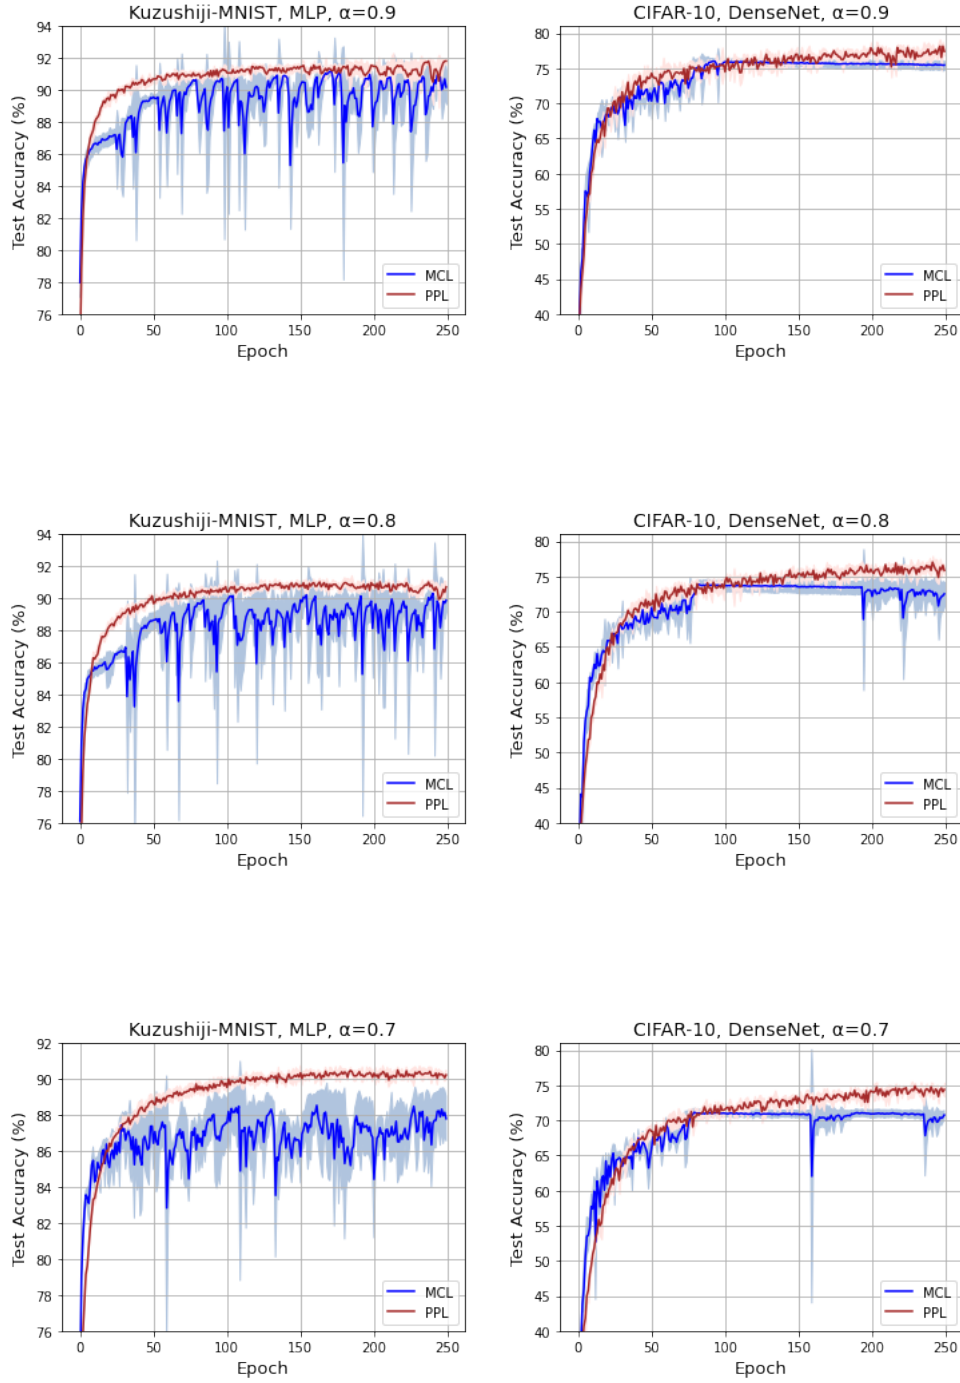 Kuzushiji-MNIST, MLP, α=0.9
94
92
90
88
86
84
82
80
78
76
Test Accuracy (%)
0 50 100 150 200 250
Epoch
MCL
PPL
CIFAR-10, DenseNet, α=0.9
80
75
70
65
60
55
50
45
40
Test Accuracy (%)
0 50 100 150 200 250
Epoch
MCL
PPL
Kuzushiji-MNIST, MLP, α=0.8
94
92
90
88
86
84
82
80
78
76
Test Accuracy (%)
0 50 100 150 200 250
Epoch
MCL
PPL
CIFAR-10, DenseNet, α=0.8
80
75
70
65
60
55
50
45
40
Test Accuracy (%)
0 50 100 150 200 250
Epoch
MCL
PPL
Kuzushiji-MNIST, MLP, α=0.7
92
90
88
86
84
82
80
78
76
Test Accuracy (%)
0 50 100 150 200 250
Epoch
MCL
PPL
CIFAR-10, DenseNet, α=0.7
80
75
70
65
60
55
50
45
40
Test Accuracy (%)
0 50 100 150 200 250
Epoch
MCL
PPL